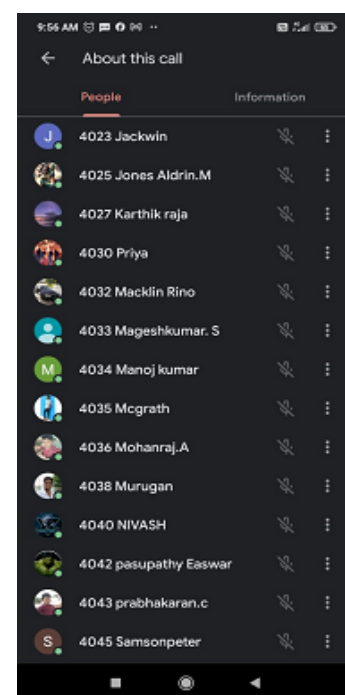 9:56 AM
About this call
People
Information
J
4023 Jackwin
4025 Jones Aldrin.M
4027 Karthik raja
4030 Priya
4032 Macklin Rino
4033 Mageshkumar. S
M
4034 Manoj kumar
4035 Mcgrath
4036 Mohanraj.A
4038 Murugan
4040 NIVASH
4042 pasupathy Easwar
4043 prabhakaran.c
S
4045 Samsonpeter